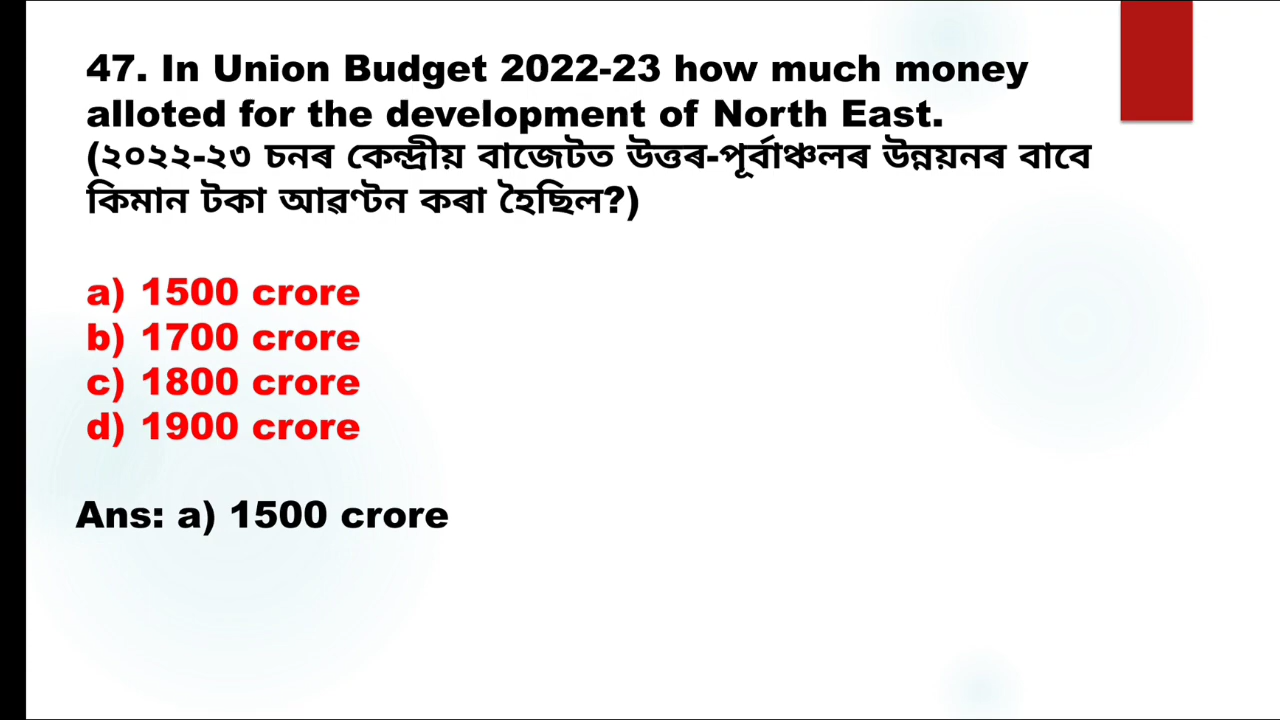 47. In Union Budget 2022-23 how much money
alloted for the development of North East.
(২০২২-২৩ চনৰ কেন্দ্ৰীয় বাজেটত উত্তৰ-পূৰ্বাঞ্চলৰ উন্নয়নৰ বাবে
কিমান টকা আৱণ্টন কৰা হৈছিল?)
a) 1500 crore
b) 1700 crore
c) 1800 crore
d) 1900 crore
Ans: a) 1500 crore